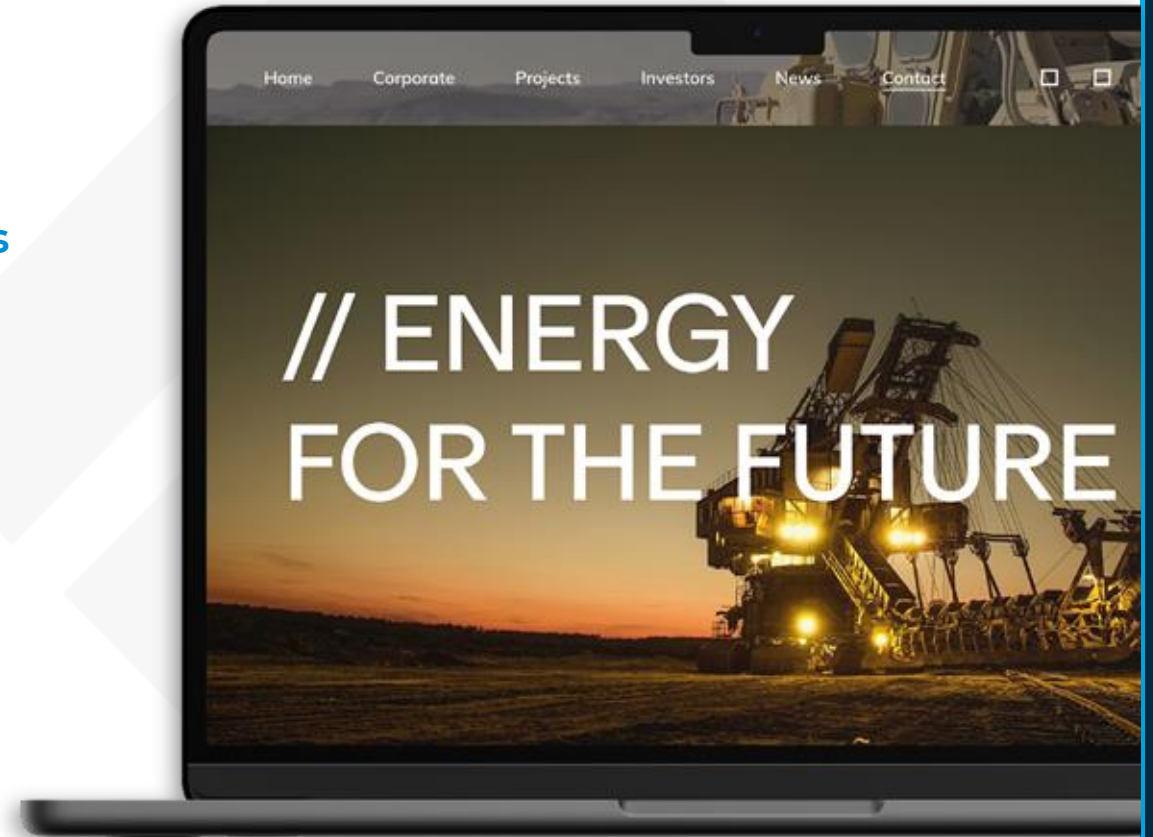 Home Corporate Projects Investors News Contact
s
// ENERGY
FOR THE FUTURE